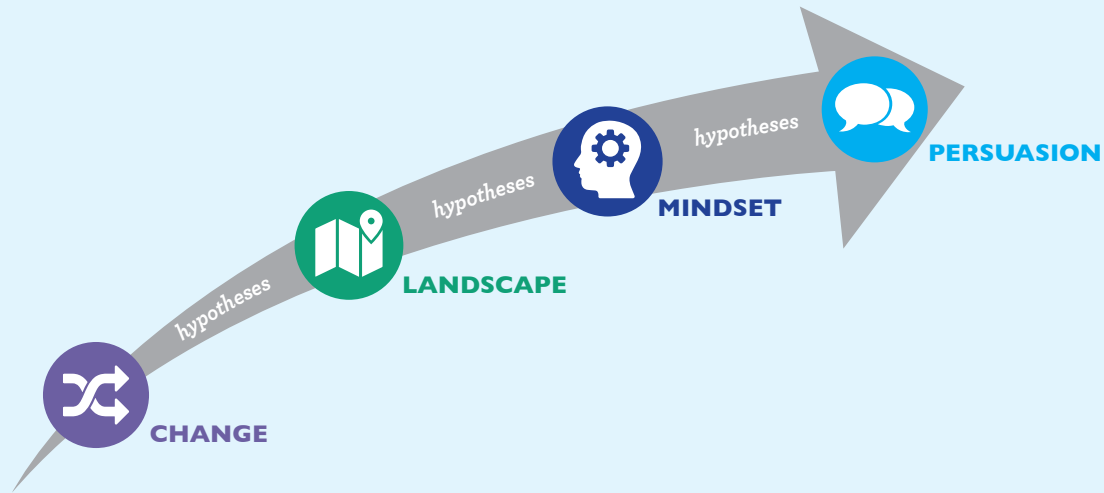 CHANGE
hypotheses
LANDSCAPE
hypotheses
MINDSET
hypotheses
PERSUASION